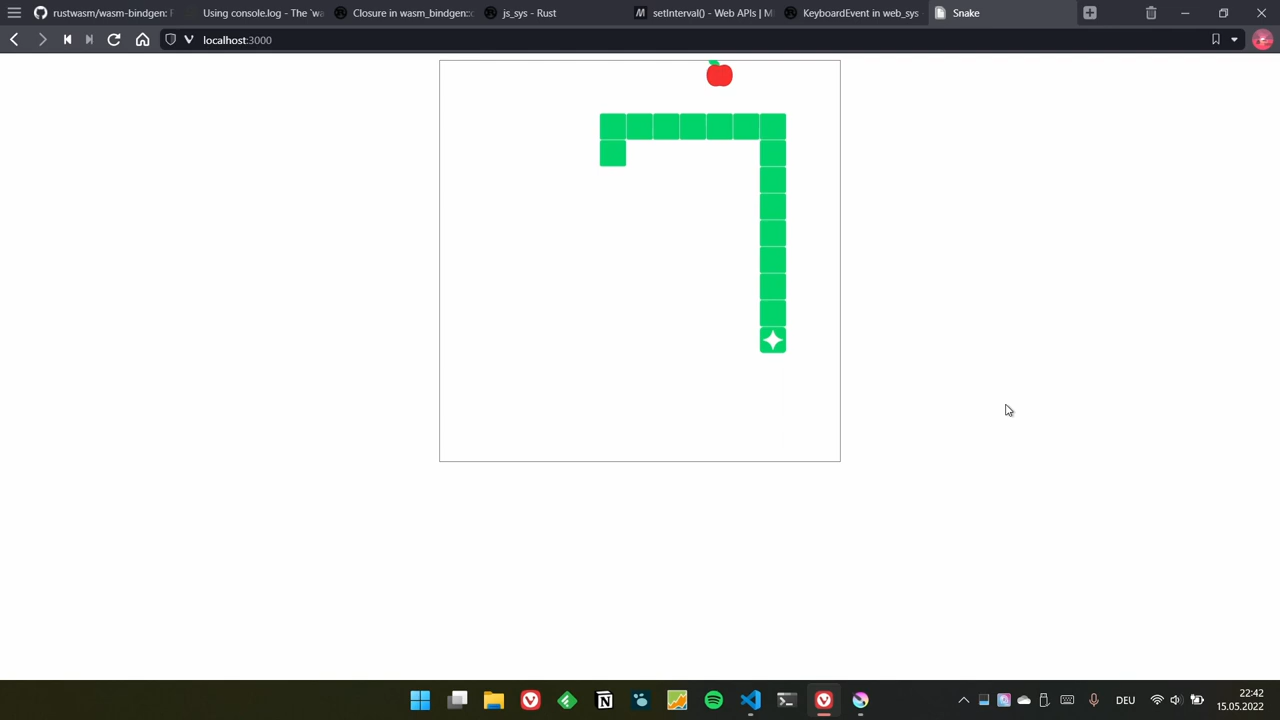 rustwasm/wasm-bindgen: F
Using console.log - The `wa
Closure in wasm_bindgen::c
js_sys - Rust
setInterval() - Web APIs | M
KeyboardEvent in web_sys
Snake
localhost:3000
DEU
22:42
15.05.2022